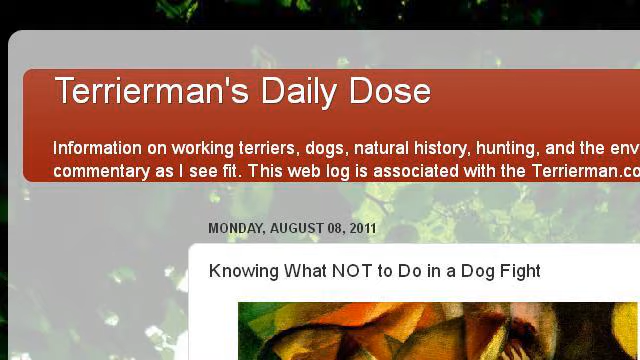 Terrierman's Daily Dose
Information on working terriers, dogs, natural history, hunting, and the env
commentary as I see fit. This web log is associated with the Terrierman.co
MONDAY, AUGUST 08, 2011
Knowing What NOT to Do in a Dog Fight